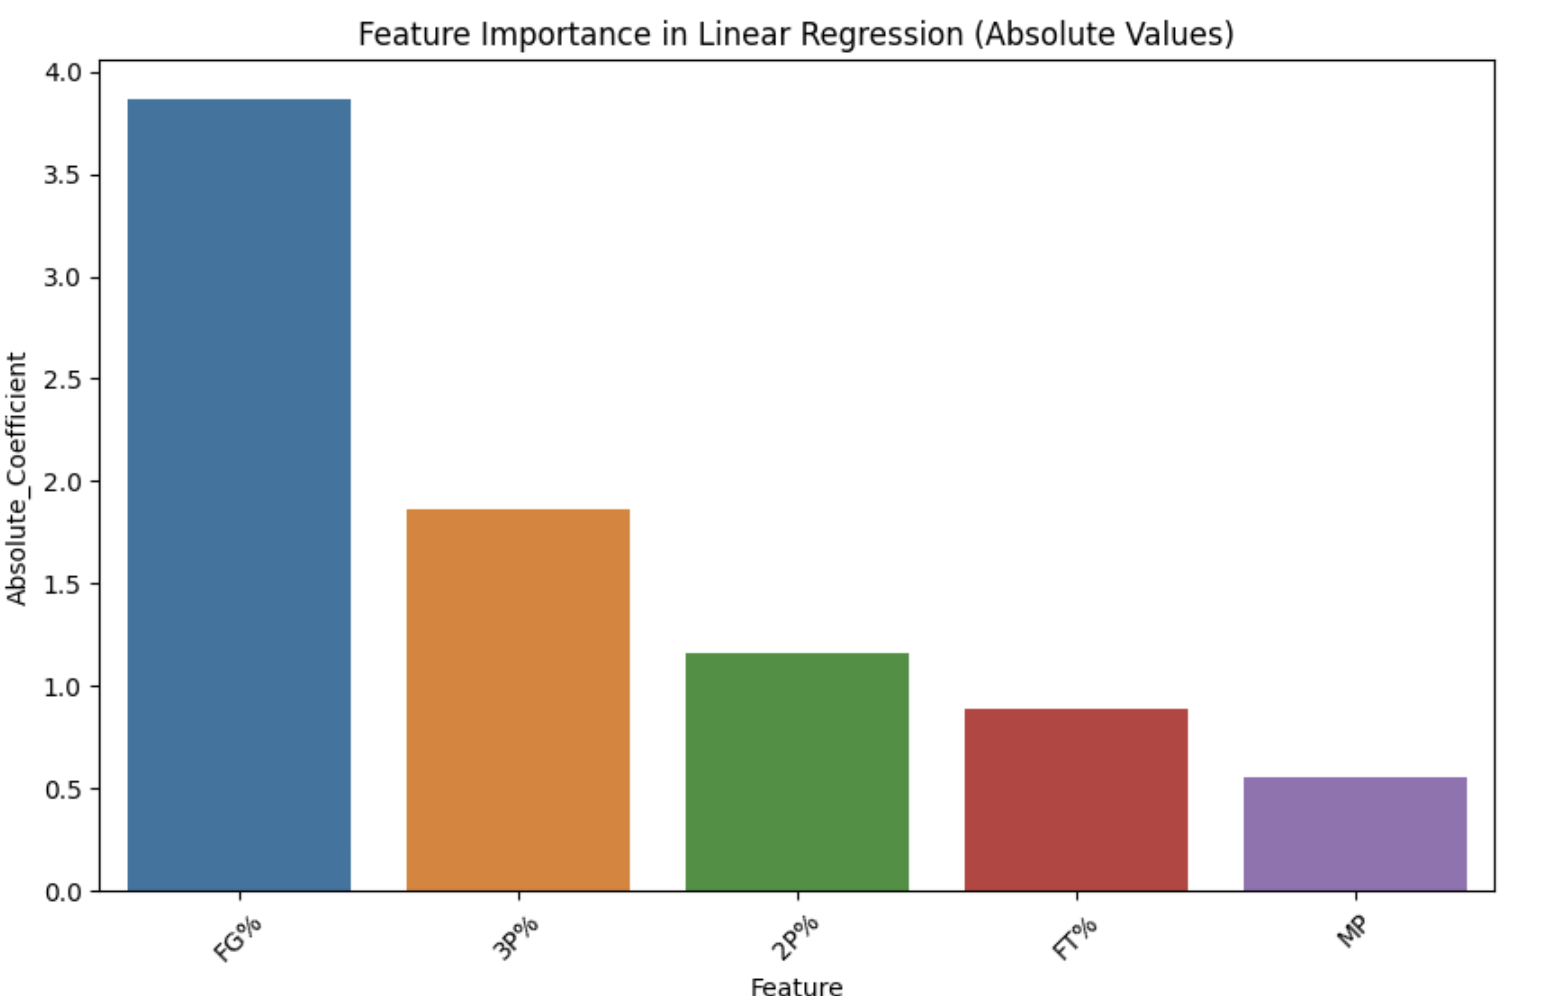 Feature Importance in Linear Regression (Absolute Values)
Absolute_Coefficient
4.0
3.5
3.0
2.5
2.0
1.5
1.0
0.5
0.0
FG%
3P%
2P%
FT%
MP
Feature